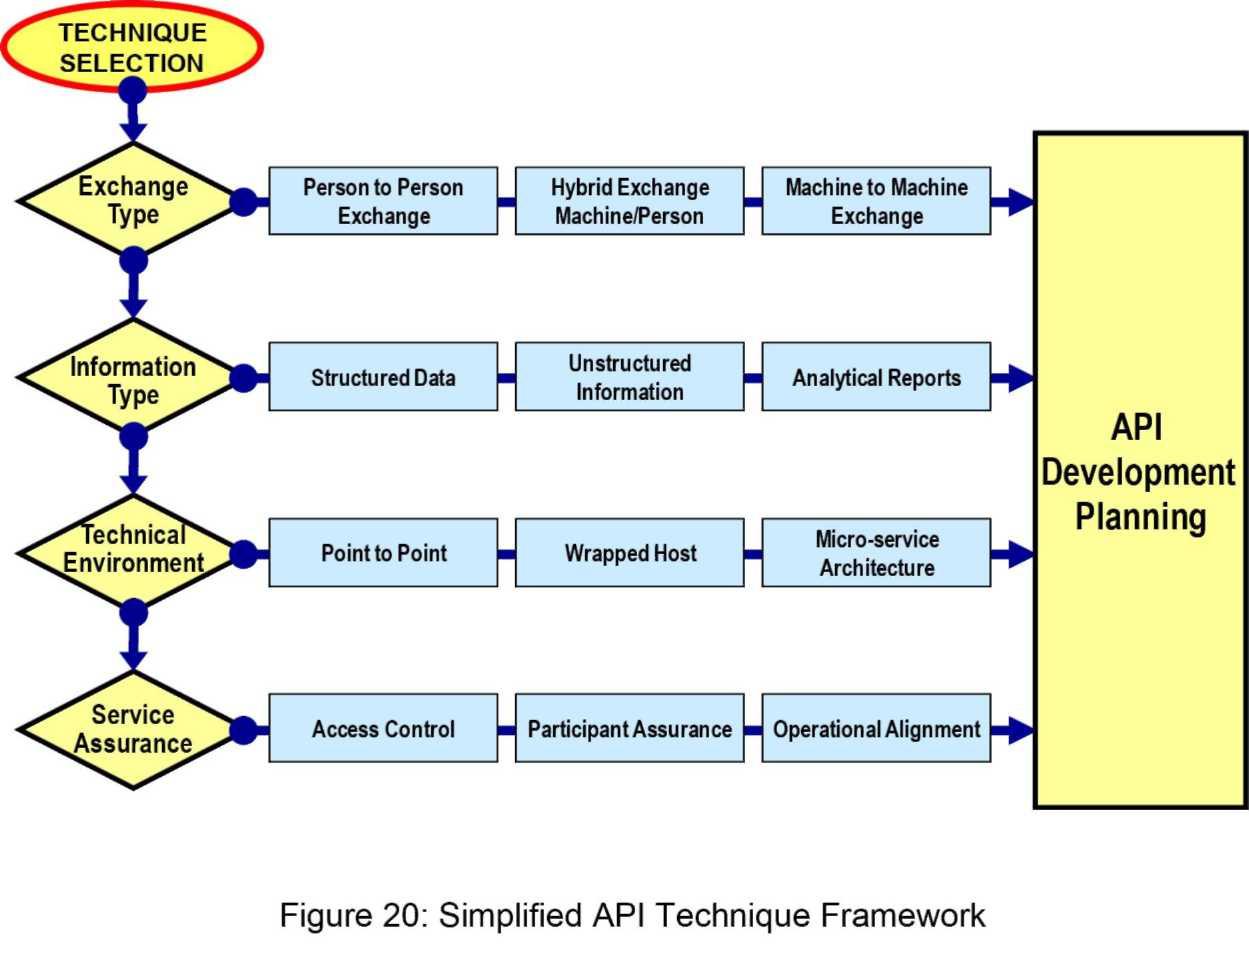 TECHNIQUE
SELECTION
Exchange
Type
Person to Person
Exchange
Hybrid Exchange
Machine/Person
Machine to Machine
Exchange
Information
Type
Structured Data
Unstructured
Information
Analytical Reports
API
Development
Planning
Technical
Environment
Point to Point
Wrapped Host
Micro-service
Architecture
Service
Assurance
Access Control
Participant Assurance
Operational Alignment
Figure 20: Simplified API Technique Framework